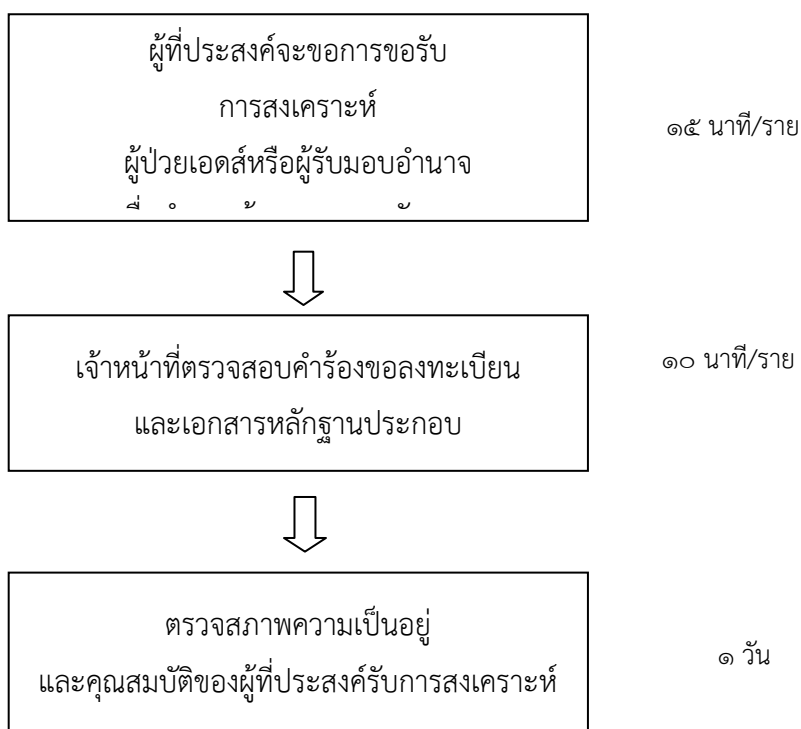 ผู้ที่ประสงค์จะขอการขอรับ
การสงเคราะห์
ผู้ป่วยเอดส์หรือผู้รับมอบอำนาจ
๑๕ นาที/ราย
เจ้าหน้าที่ตรวจสอบคำร้องขอลงทะเบียน
และเอกสารหลักฐานประกอบ
๑๐ นาที/ราย
ตรวจสภาพความเป็นอยู่
และคุณสมบัติของผู้ที่ประสงค์รับการสงเคราะห์
๑ วัน